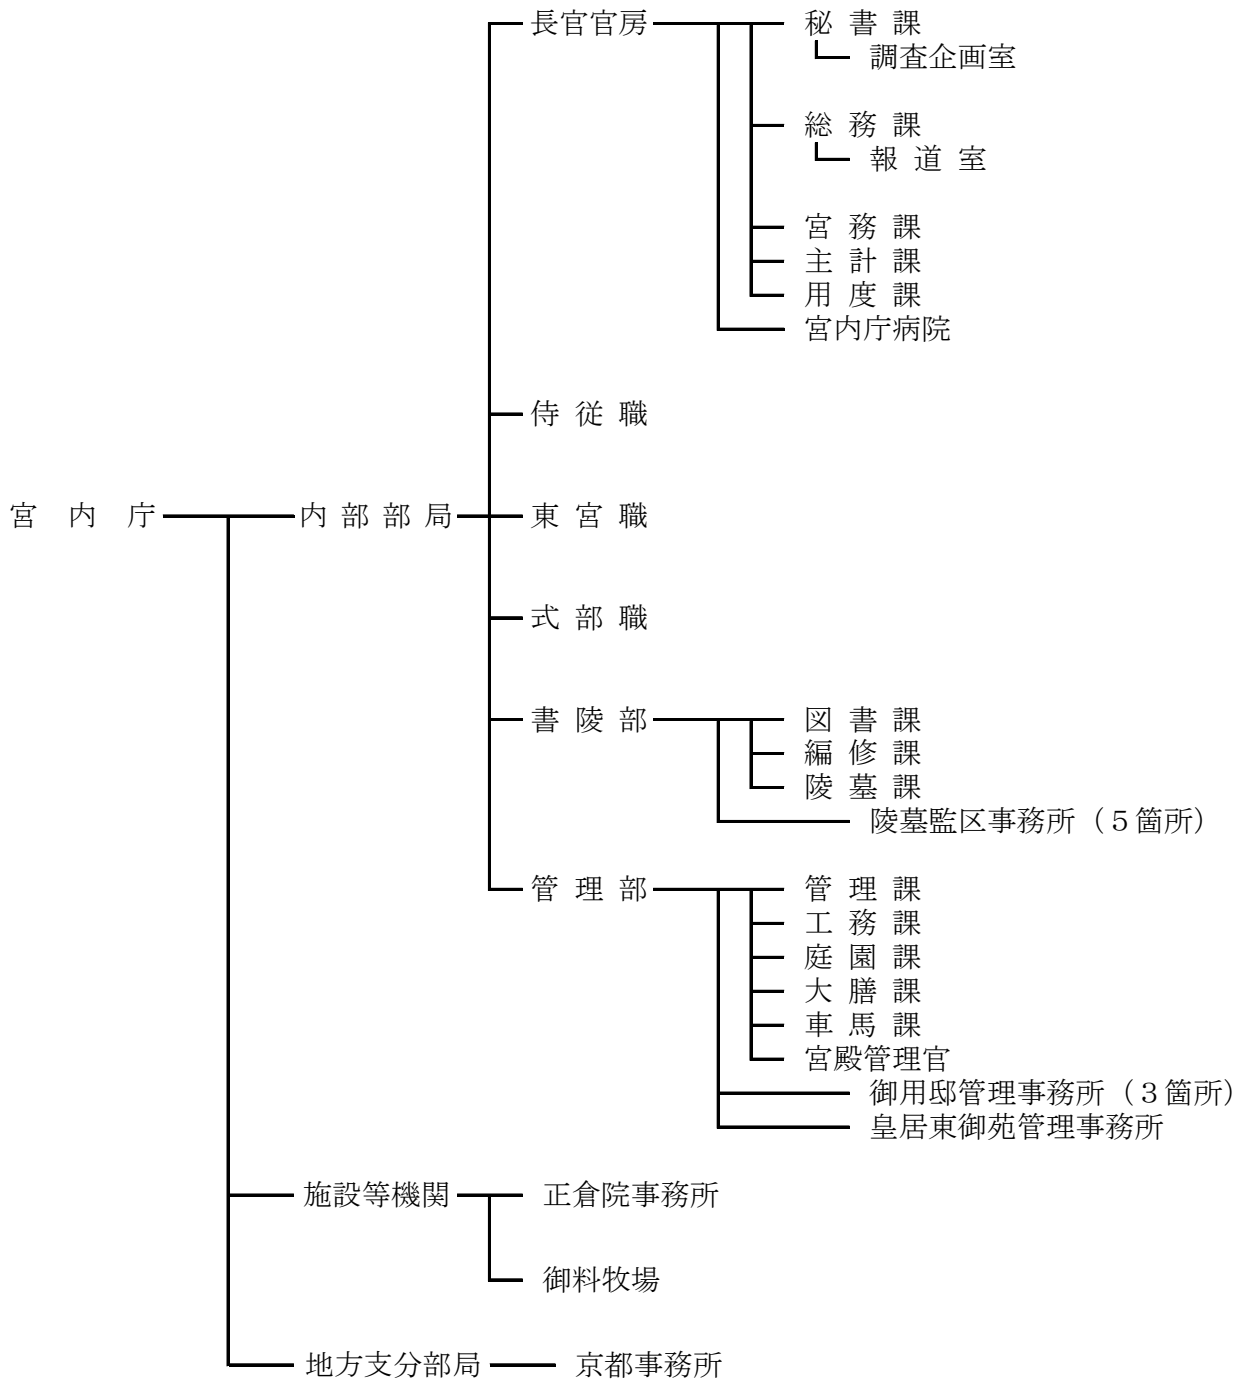 長官官房
秘書課
調査企画室
総務課
報道室
宮務課
主計課
用度課
宮内庁病院
侍従職
宮内庁
内部部局
東宮職
式部職
書陵部
図書課
編修課
陵墓課
陵墓監区事務所（５箇所）
管理部
管理課
工務課
庭園課
大膳課
車馬課
宮殿管理官
御用邸管理事務所（３箇所）
皇居東御苑管理事務所
施設等機関
正倉院事務所
御料牧場
地方支分部局
京都事務所